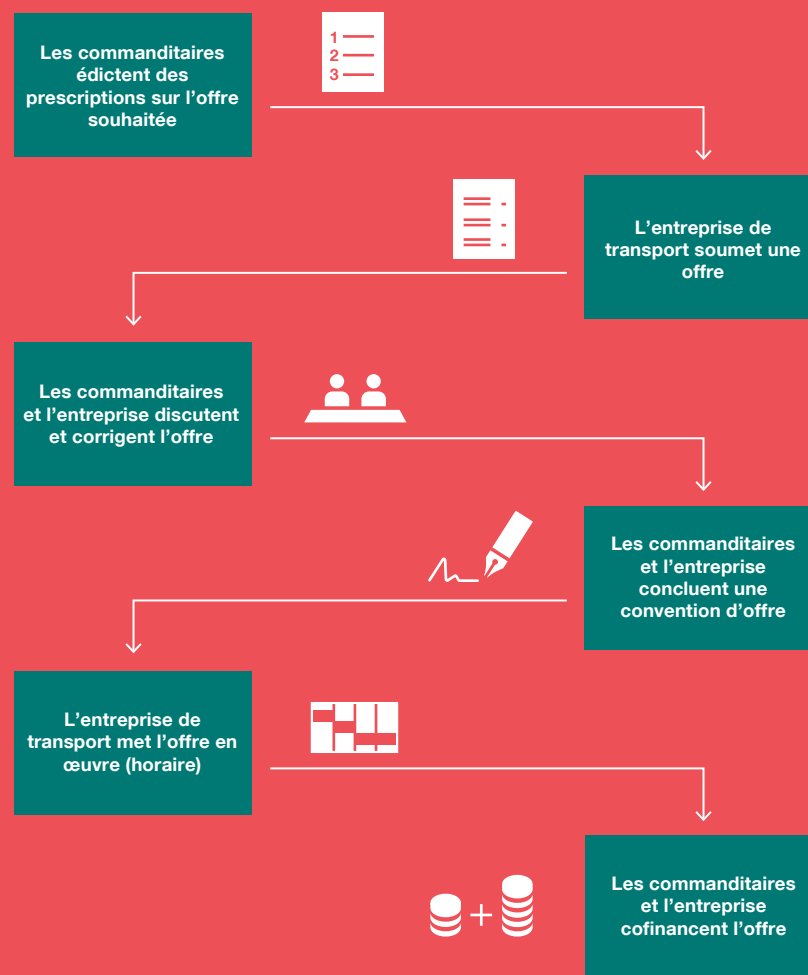 Les commanditaires
édictent des
prescriptions sur l’offre
souhaitée
1
2
3
L’entreprise de
transport soumet une
offre
Les commanditaires
et l’entreprise discutent
et corrigent l’offre
Les commanditaires
et l’entreprise
concluent une
convention d’offre
L’entreprise de
transport met l’offre en
œuvre (horaire)
Les commanditaires
et l’entreprise
cofinancent l’offre